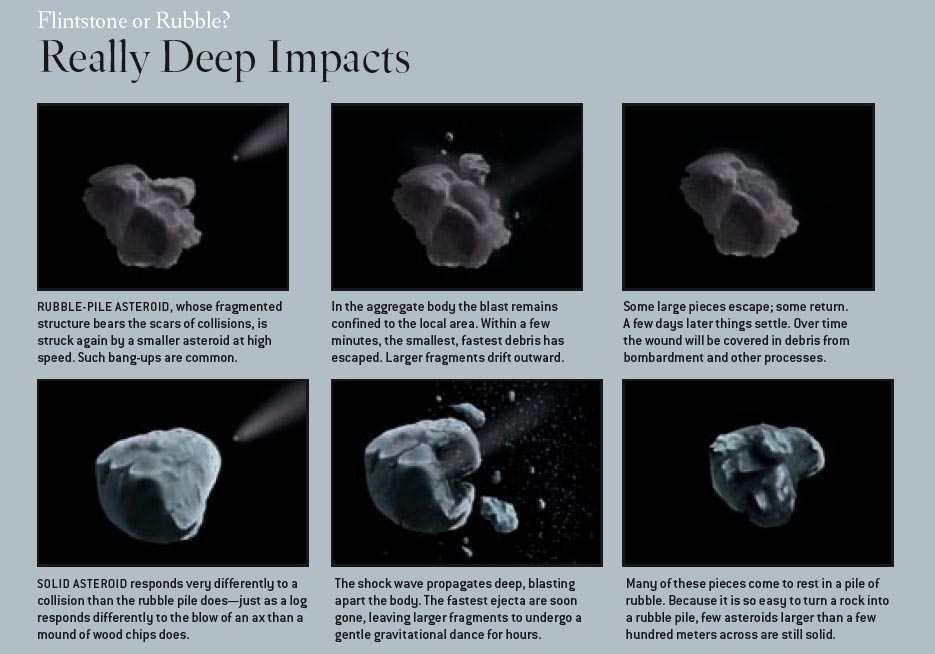 Flintstone or Rubble?
Really Deep Impacts
RUBBLE-PILE ASTEROID, whose fragmented
structure bears the scars of collisions, is
struck again by a smaller asteroid at high
speed. Such bang-ups are common.
In the aggregate body the blast remains
confined to the local area. Within a few
minutes, the smallest, fastest debris has
escaped. Larger fragments drift outward.
Some large pieces escape; some return.
A few days later things settle. Over time
the wound will be covered in debris from
bombardment and other processes.
SOLID ASTEROID responds very differently to a
collision than the rubble pile does—just as a log
responds differently to the blow of an ax than a
mound of wood chips does.
The shock wave propagates deep, blasting
apart the body. The fastest ejecta are soon
gone, leaving larger fragments to undergo a
gentle gravitational dance for hours.
Many of these pieces come to rest in a pile of
rubble. Because it is so easy to turn a rock into
a rubble pile, few asteroids larger than a few
hundred meters across are still solid.